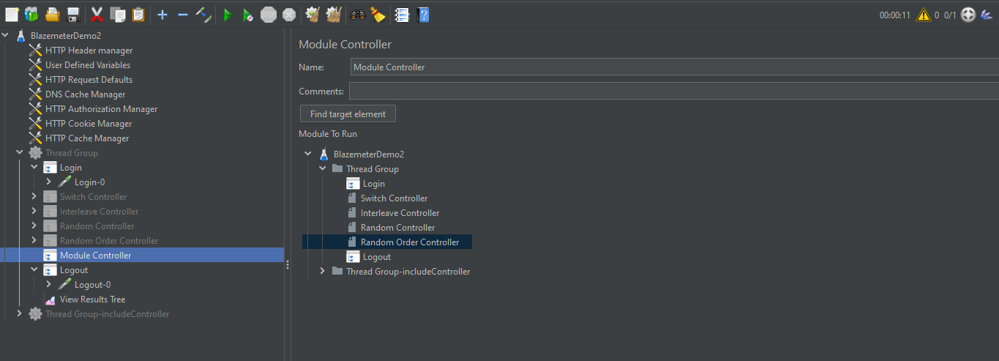 STOP
00:00:11 0 0/1
BlazemeterDemo2
HTTP Header manager
User Defined Variables
HTTP Request Defaults
DNS Cache Manager
HTTP Authorization Manager
HTTP Cookie Manager
HTTP Cache Manager
Thread Group
Login
Login-0
Switch Controller
Interleave Controller
Random Controller
Random Order Controller
Module Controller
Logout
Logout-0
View Results Tree
Thread Group-includeController
Module Controller
Name: Module Controller
Comments:
Find target element
Module To Run
BlazemeterDemo2
Thread Group
Login
Switch Controller
Interleave Controller
Random Controller
Random Order Controller
Logout
Thread Group-includeController